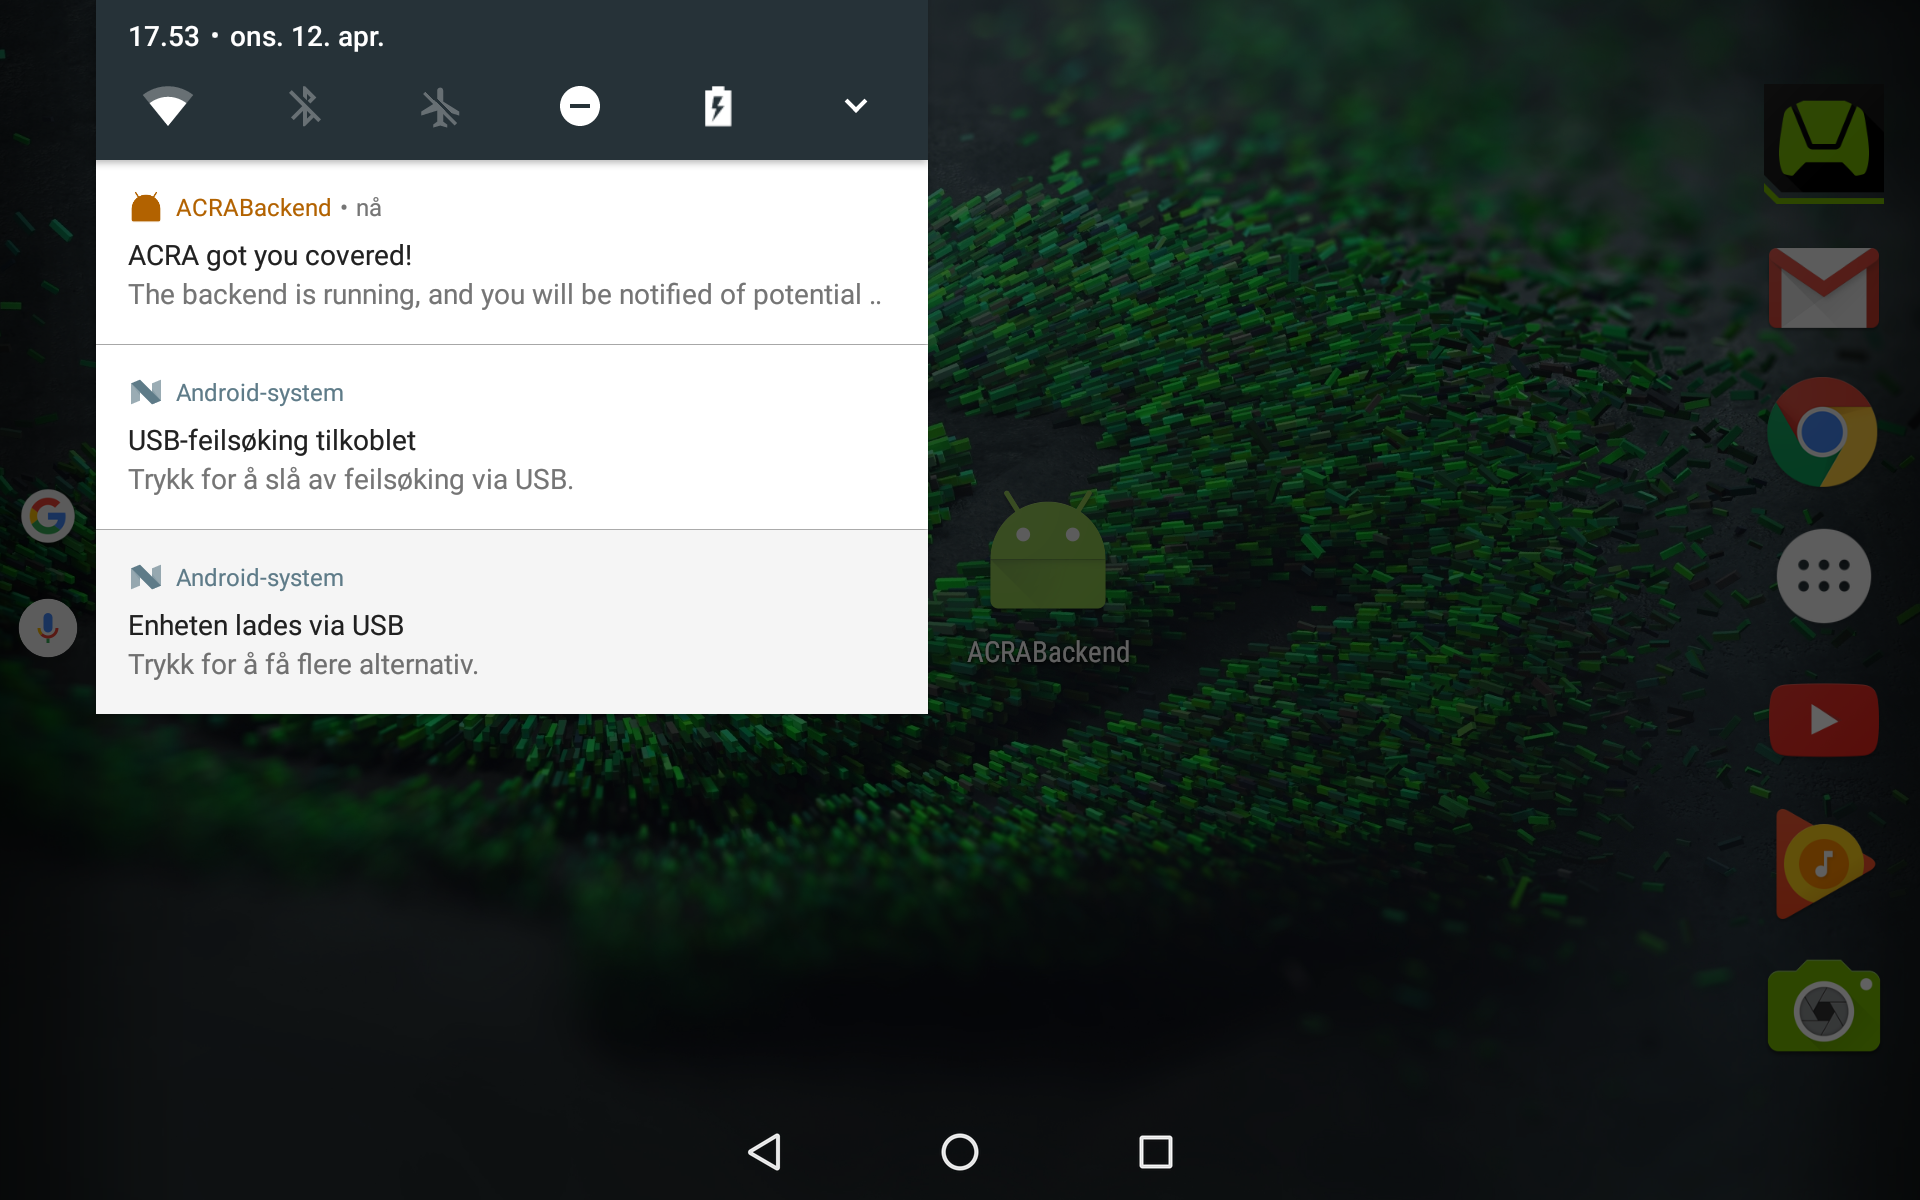 17.53 • ons. 12. apr.
ACRABackend • nå
ACRA got you covered!
The backend is running, and you will be notified of potential ..
Android-system
USB-feilsøking tilkoblet
Trykk for å slå av feilsøking via USB.
Android-system
Enheten lades via USB
Trykk for å få flere alternativ.
ACRABackend